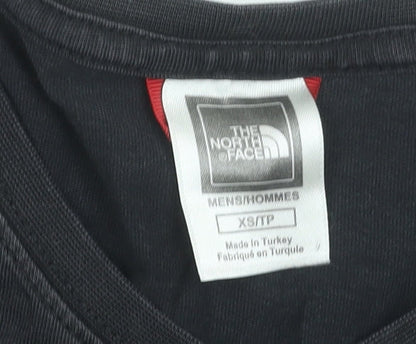 THE
NORTH
FACE
MENS/HOMMES
XS/TP
Made in Turkey
Fabriqué en Turquie